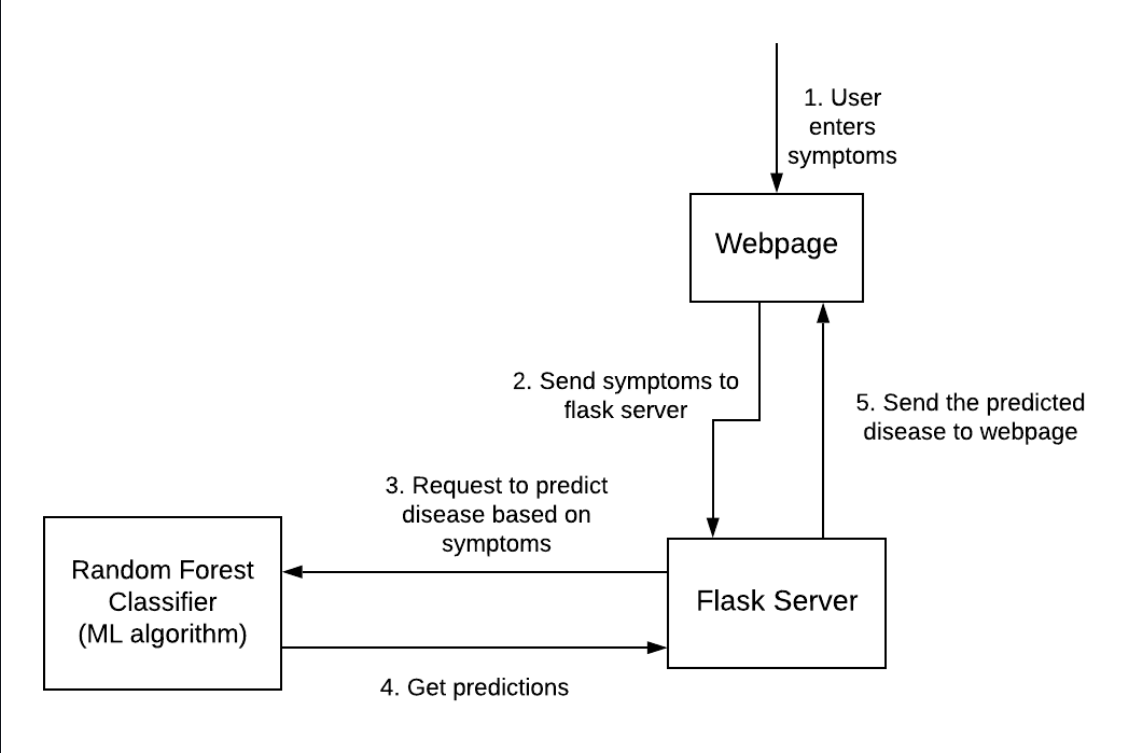 1. User
enters
symptoms
Webpage
2. Send symptoms to
flask server
5. Send the predicted
disease to webpage
3. Request to predict
disease based on
symptoms
Random Forest
Classifier
(ML algorithm)
Flask Server
4. Get predictions